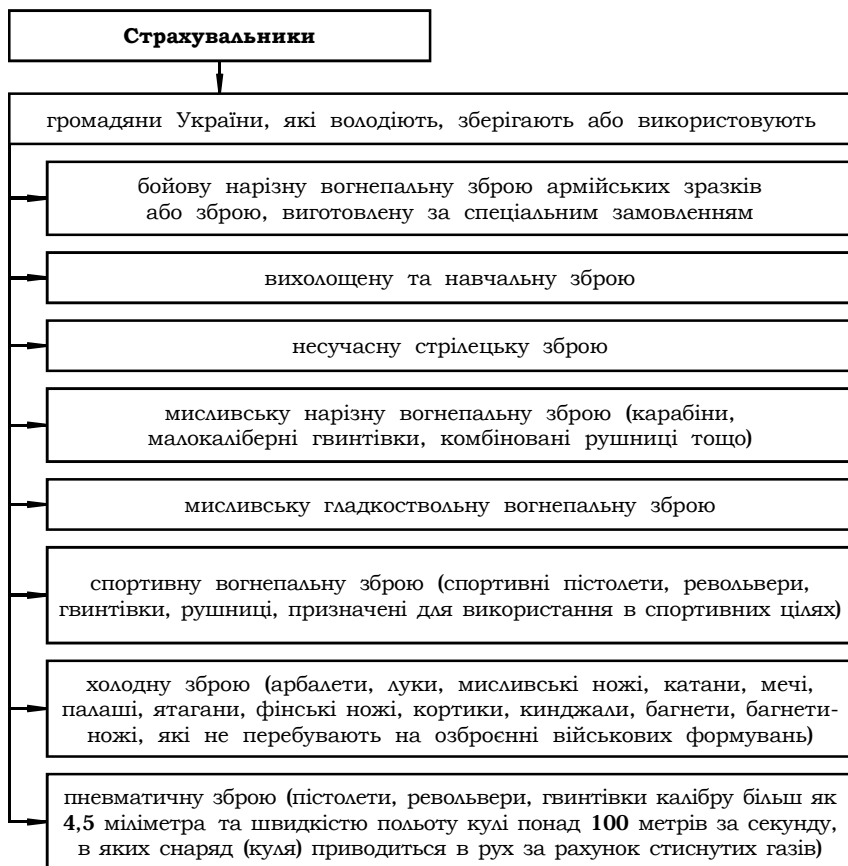 Страхувальники
громадяни України, які володіють, зберігають або використовують
бойову нарізну вогнепальну зброю армійських зразків
або зброю, виготовлену за спеціальним замовленням
вихолощену та навчальну зброю
несучасну стрілецьку зброю
мисливську нарізну вогнепальну зброю (карабіни,
малокаліберні гвинтівки, комбіновані рушниці тощо)
мисливську гладкоствольну вогнепальну зброю
спортивну вогнепальну зброю (спортивні пістолети, револьвери,
гвинтівки, рушниці, призначені для використання в спортивних цілях)
холодну зброю (арбалети, луки, мисливські ножі, катани, мечі,
палаші, ятагани, фінські ножі, кортики, кинджали, багнети, багнети-
ножі, які не перебувають на озброєнні військових формувань)
пневматичну зброю (пістолети, револьвери, гвинтівки калібру більш як
4,5 міліметра та швидкістю польоту кулі понад 100 метрів за секунду,
в яких снаряд (куля) приводиться в рух за рахунок стиснутих газів)